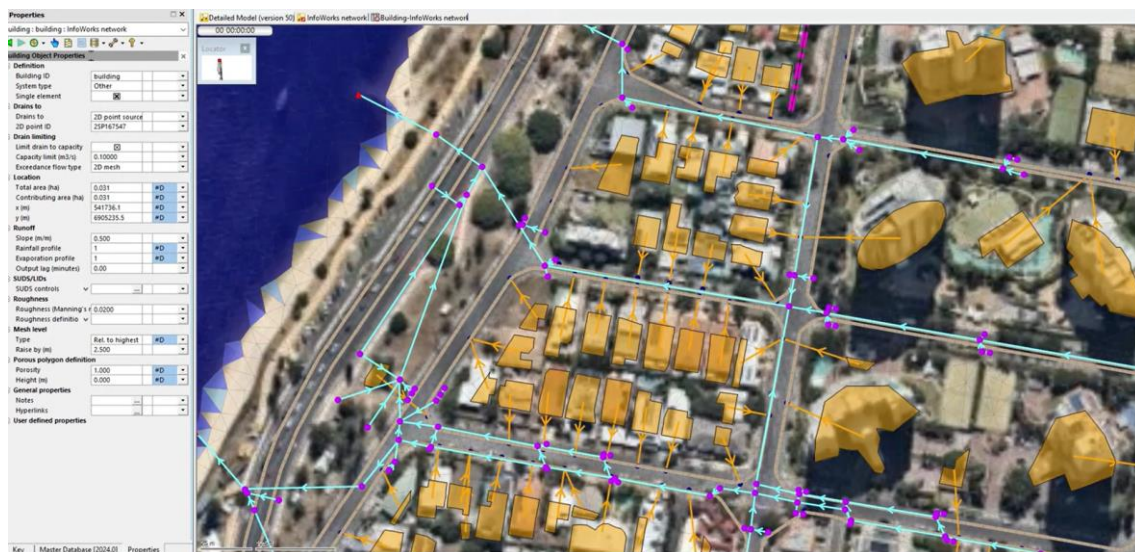 Properties
uilding : building : InfoWorks network
uilding Object Properties
Definition
Building ID building
System type Other
Single element
Drains to
Drains to 2D point source
2D point ID 2SP167547
Drain limiting
Limit drain to capacity
Capacity limit (m3/s) 0.10000
Exceedance flow type 2D mesh
Location
Total area (ha) 0.031 #D
Contributing area (ha) 0.031 #D
x (m) 541736.1 #D
y (m) 6905235.5 #D
Runoff
Slope (m/m) 0.500
Rainfall profile 1 #D
Evaporation profile 1 #D
Output lag (minutes) 0.00
SUDS/LIDs
SUDS controls ...
Roughness
Roughness (Manning's r 0.0200
Roughness definitio
Mesh level
Type Rel. to highest #D
Raise by (m) 2.500
Porous polygon definition
Porosity 1.000 #D
Height (m) 0.000 #D
General properties
Notes ...
Hyperlinks ...
User defined properties
Key Master Database [2024.0] Properties
Detailed Model (version 50) InfoWorks network Building-InfoWorks network
00 00:00:00
Locator